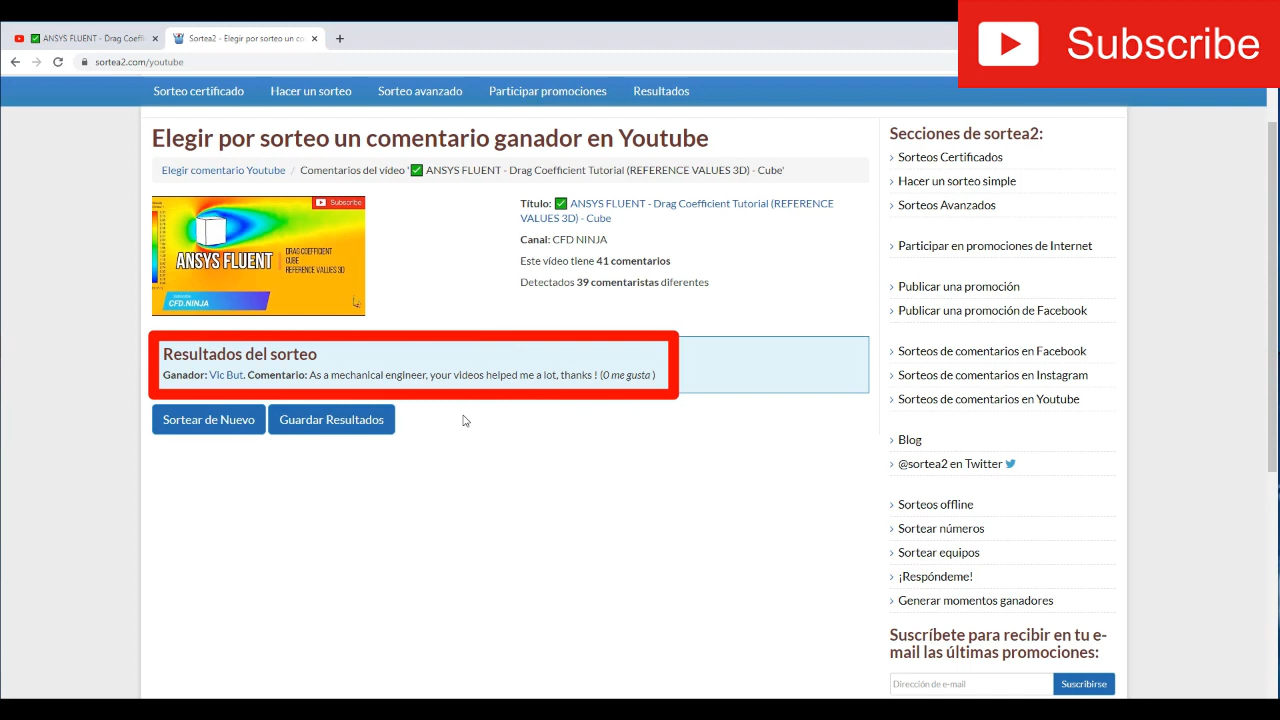 ANSYS FLUENT - Drag Coeffi
Sortea2 - Elegir por sorteo un co
Subscribe
sortea2.com/youtube
Sorteo certificado
Hacer un sorteo
Sorteo avanzado
Participar promociones
Resultados
Elegir por sorteo un comentario ganador en Youtube
Elegir comentario Youtube / Comentarios del vídeo '✅ ANSYS FLUENT - Drag Coefficient Tutorial (REFERENCE VALUES 3D) - Cube'
Subscribe
ANSYS FLUENT
DRAG COEFFICIENT
CUBE
REFERENCE VALUES 3D
CFD.NINJA
Título: ✅ ANSYS FLUENT - Drag Coefficient Tutorial (REFERENCE
VALUES 3D) - Cube
Canal: CFD NINJA
Este vídeo tiene 41 comentarios
Detectados 39 comentaristas diferentes
Resultados del sorteo
Ganador: Vic But. Comentario: As a mechanical engineer, your videos helped me a lot, thanks ! (0 me gusta )
Sortear de Nuevo
Guardar Resultados
Secciones de sortea2:
Sorteos Certificados
Hacer un sorteo simple
Sorteos Avanzados
Participar en promociones de Internet
Publicar una promoción
Publicar una promoción de Facebook
Sorteos de comentarios en Facebook
Sorteos de comentarios en Instagram
Sorteos de comentarios en Youtube
Blog
@sortea2 en Twitter
Sorteos offline
Sortear números
Sortear equipos
¡Respóndeme!
Generar momentos ganadores
Suscríbete para recibir en tu e-
mail las últimas promociones:
Dirección de e-mail
Suscribirse